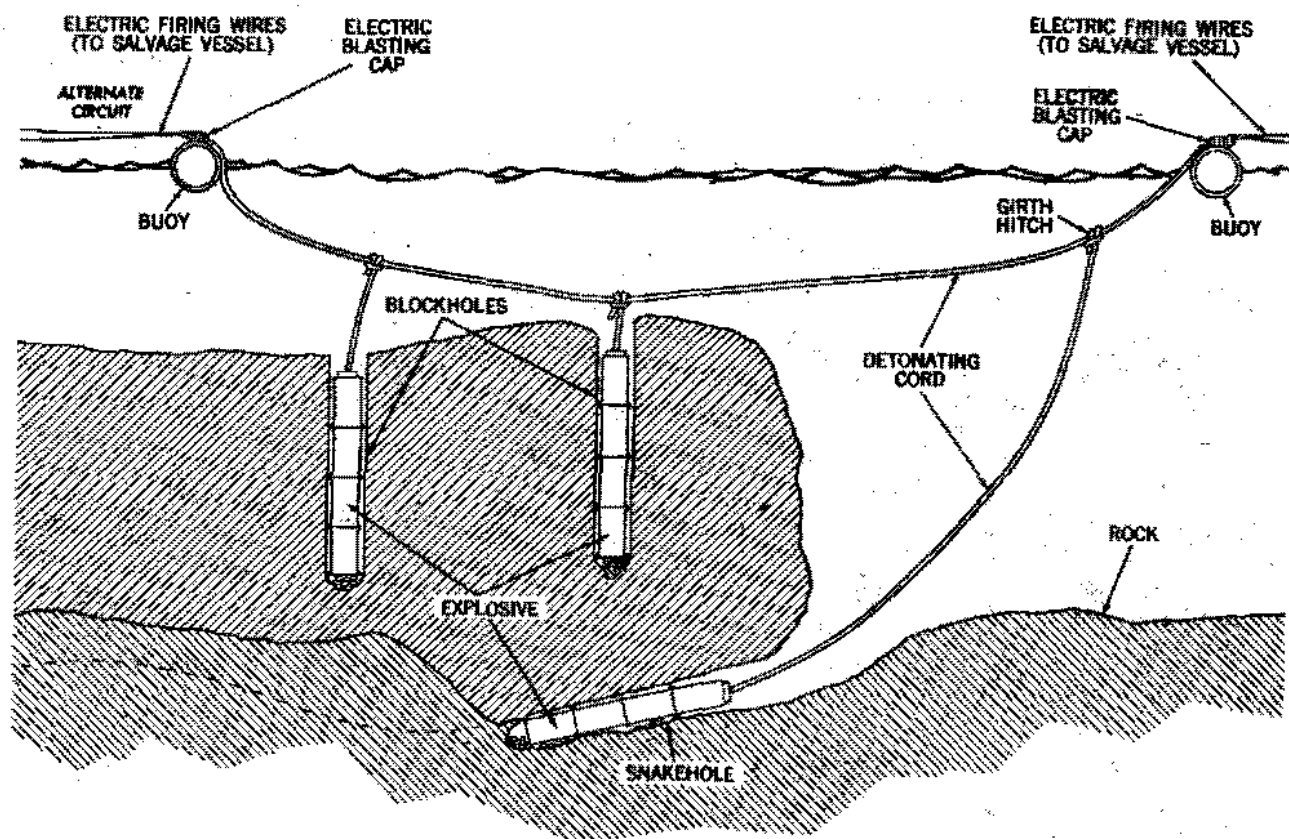 ELECTRIC FIRING WIRES
(TO SALVAGE VESSEL)
ELECTRIC
BLASTING
CAP
ELECTRIC FIRING WIRES
(TO SALVAGE VESSEL)
ALTERNATE
CIRCUIT
ELECTRIC
BLASTING
CAP
BUOY
GIRTH
HITCH
BUOY
BLOCKHOLES
DETONATING
CORD
ROCK
EXPLOSIVE
SNAKEHOLE